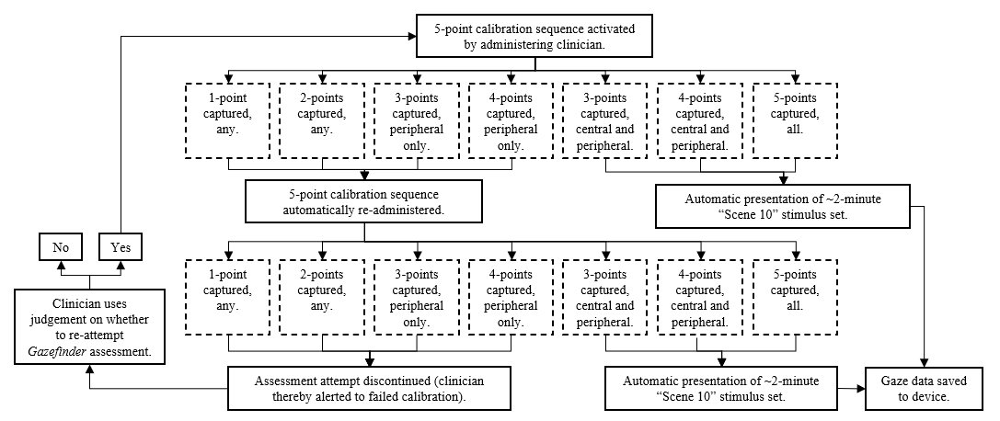 5-point calibration sequence activated
by administering clinician.
1-point
captured,
any.
2-points
captured,
any.
3-points
captured,
peripheral
only.
4-points
captured,
peripheral
only.
3-points
captured,
central and
peripheral.
4-points
captured,
central and
peripheral.
5-points
captured,
all.
5-point calibration sequence
automatically re-administered.
Automatic presentation of ~2-minute
“Scene 10” stimulus set.
No
Yes
1-point
captured,
any.
2-points
captured,
any.
3-points
captured,
peripheral
only.
4-points
captured,
peripheral
only.
3-points
captured,
central and
peripheral.
4-points
captured,
central and
peripheral.
5-points
captured,
all.
Clinician uses
judgement on whether
to re-attempt
Gazefinder assessment.
Assessment attempt discontinued (clinician
thereby alerted to failed calibration).
Automatic presentation of ~2-minute
“Scene 10” stimulus set.
Gaze data saved
to device.